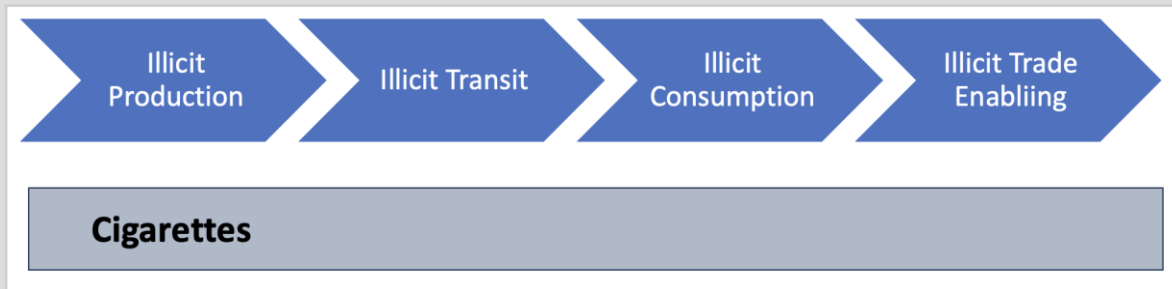 Illicit
Production
Illicit Transit
Illicit
Consumption
Illicit Trade
Enabliing
Cigarettes